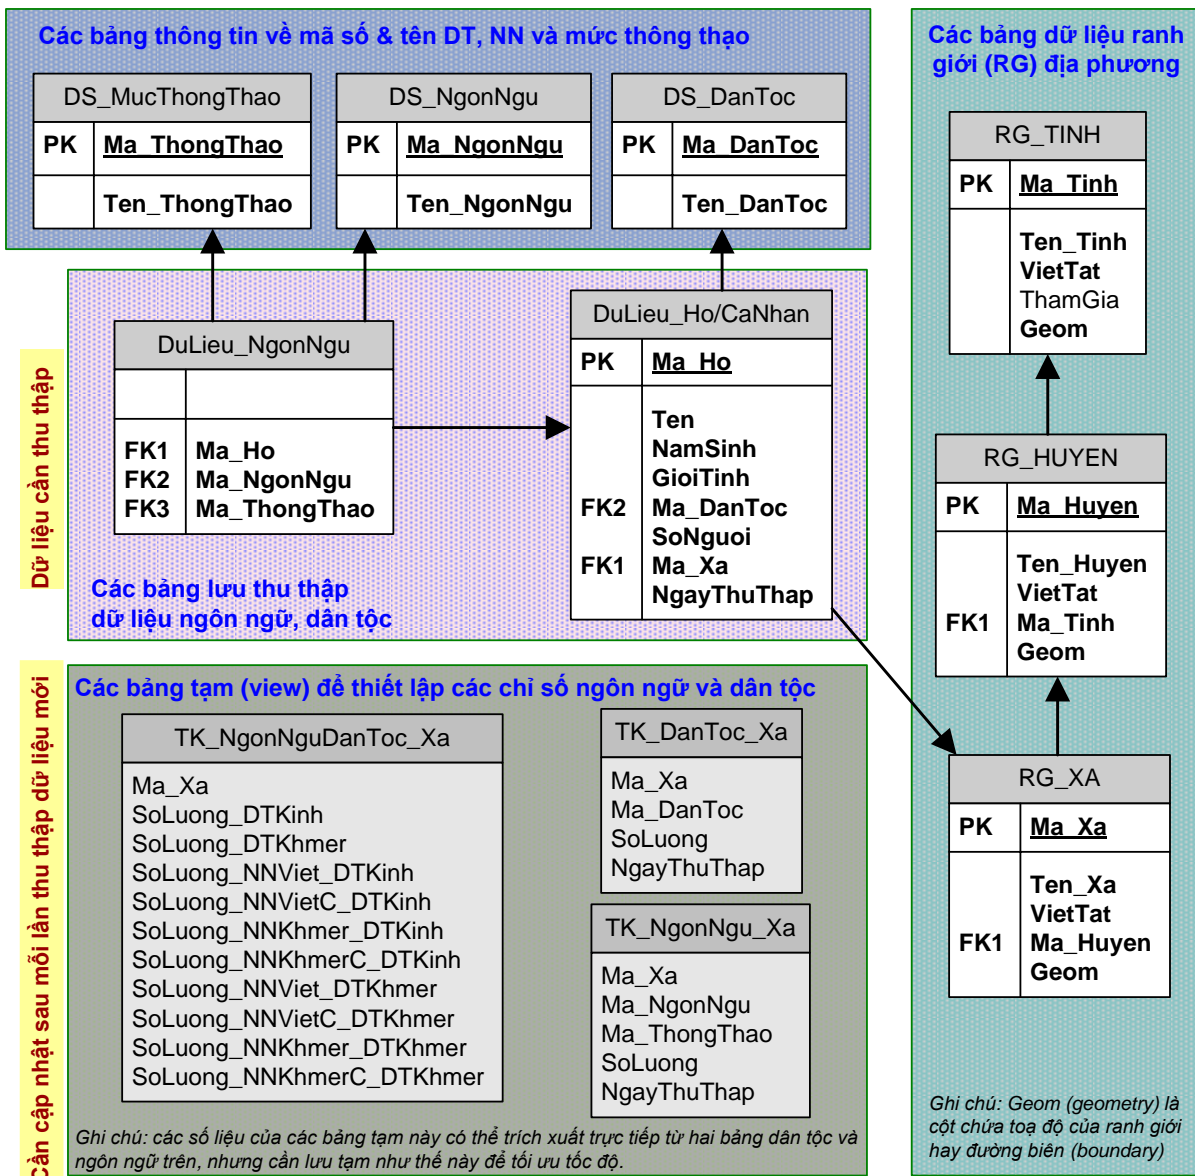 Các bảng thông tin về mã số & tên DT, NN và mức thông thạo
DS_MucThongThao
PK Ma_ThongThao
Ten_ThongThao
DS_NgonNgu
PK Ma_NgonNgu
Ten_NgonNgu
DS_DanToc
PK Ma_DanToc
Ten_DanToc
Dữ liệu cần thu thập
DuLieu_NgonNgu
FK1 Ma_Ho
FK2 Ma_NgonNgu
FK3 Ma_ThongThao
DuLieu_Ho/CaNhan
PK Ma_Ho
Ten
NamSinh
GioiTinh
FK2 Ma_DanToc
SoNguoi
FK1 Ma_Xa
NgayThuThap
Các bảng lưu thu thập
dữ liệu ngôn ngữ, dân tộc
Cần cập nhật sau mỗi lần thu thập dữ liệu mới
Các bảng tạm (view) để thiết lập các chỉ số ngôn ngữ và dân tộc
TK_NgonNguDanToc_Xa
Ma_Xa
SoLuong_DTKinh
SoLuong_DTKhmer
SoLuong_NNViet_DTKinh
SoLuong_NNVietC_DTKinh
SoLuong_NNKhmer_DTKinh
SoLuong_NNKhmerC_DTKinh
SoLuong_NNViet_DTKhmer
SoLuong_NNVietC_DTKhmer
SoLuong_NNKhmer_DTKhmer
SoLuong_NNKhmerC_DTKhmer
TK_DanToc_Xa
Ma_Xa
Ma_DanToc
SoLuong
NgayThuThap
TK_NgonNgu_Xa
Ma_Xa
Ma_NgonNgu
Ma_ThongThao
SoLuong
NgayThuThap
Ghi chú: các số liệu của các bảng tạm này có thể trích xuất trực tiếp từ hai bảng dân tộc và
ngôn ngữ trên, nhưng cần lưu tạm như thế này để tối ưu tốc độ.
Các bảng dữ liệu ranh
giới (RG) địa phương
RG_TINH
PK Ma_Tinh
Ten_Tinh
VietTat
ThamGia
Geom
RG_HUYEN
PK Ma_Huyen
Ten_Huyen
VietTat
FK1 Ma_Tinh
Geom
RG_XA
PK Ma_Xa
Ten_Xa
VietTat
FK1 Ma_Huyen
Geom
Ghi chú: Geom (geometry) là
cột chứa toạ độ của ranh giới
hay đường biên (boundary)